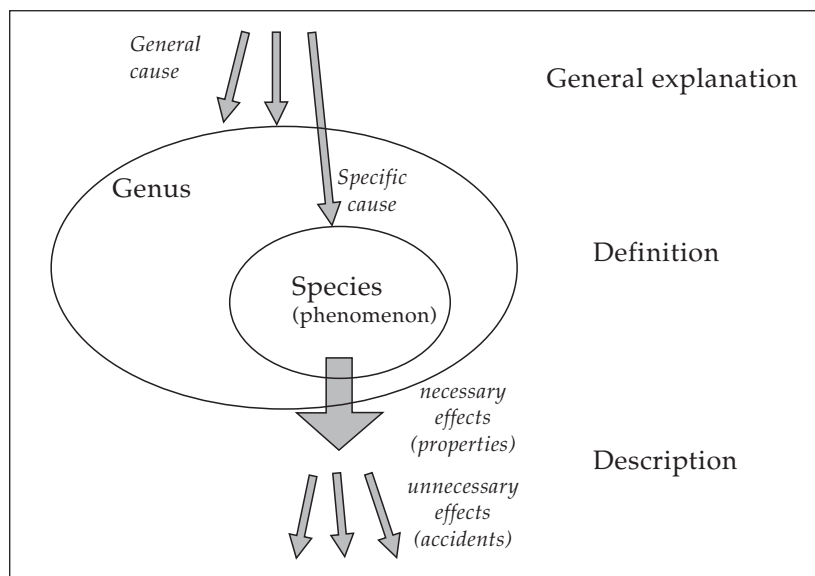 General
cause
General explanation
Genus
Specific
cause
Definition
Species
(phenomenon)
necessary
effects
(properties)
Description
unnecessary
effects
(accidents)